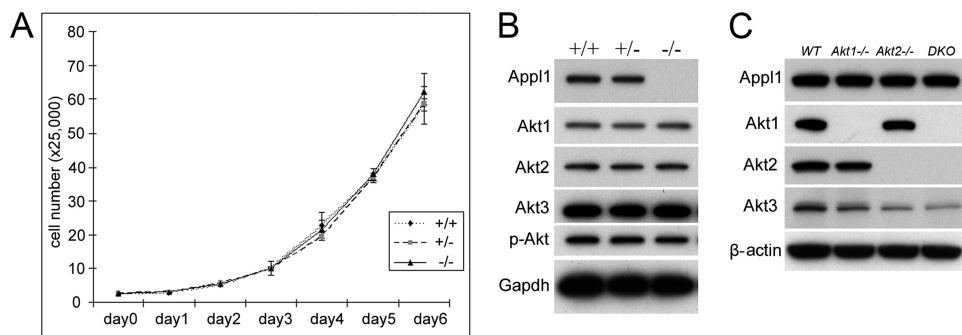 A
cell number (x25,000)
80
70
60
50
40
30
20
10
0
day0 day1 day2 day3 day4 day5 day6
+/+
+/-
-/-
B
+/+ +/- -/-
Appl1
Akt1
Akt2
Akt3
p-Akt
Gapdh
C
WT Akt1-/- Akt2-/- DKO
Appl1
Akt1
Akt2
Akt3
β-actin